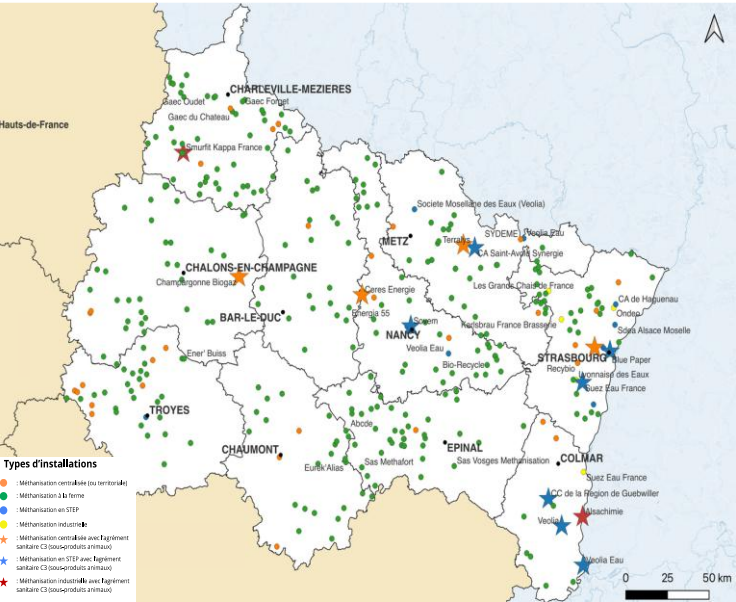 CHARLEVILLE-MEZIERES
Gaec Oudet
Gaec Forget
Gaec du Chateau
Hauts-de-France
Smurfit Kappa France
Societe Mosellane des Eaux (Veolia)
SYDEME
Veolia Eau
METZ
Terralys
CA Saint-Avold Synergie
CHALONS-EN-CHAMPAGNE
Champargonne Biogaz
Les Grands Chais de France
Ceres Energie
CA de Haguenau
Energia 55
Ondeo
BAR-LE-DUC
Sogem
Karlsbrau France Brasserie
Sdea Alsace Moselle
NANCY
Ener' Buiss
Veolia Eau
STRASBOURG
Blue Paper
Bio-Recycle
Recybio
Lyonnaise des Eaux
Suez Eau France
TROYES
Abcde
CHAUMONT
EPINAL
Eurek'Alias
Sas Methafort
Sas Vosges Methanisation
COLMAR
Suez Eau France
CC de la Region de Guebwiller
Alsachimie
Veolia
Veolia Eau
Types d'installations
: Méthanisation centralisée (ou territoriale)
: Méthanisation à la ferme
: Méthanisation en STEP
: Méthanisation industrielle
: Méthanisation centralisée avec l'agrément
sanitaire C3 (sous-produits animaux)
: Méthanisation en STEP avec l'agrément
sanitaire C3 (sous-produits animaux)
: Méthanisation industrielle avec l'agrément
sanitaire C3 (sous-produits animaux)
0 25 50 km